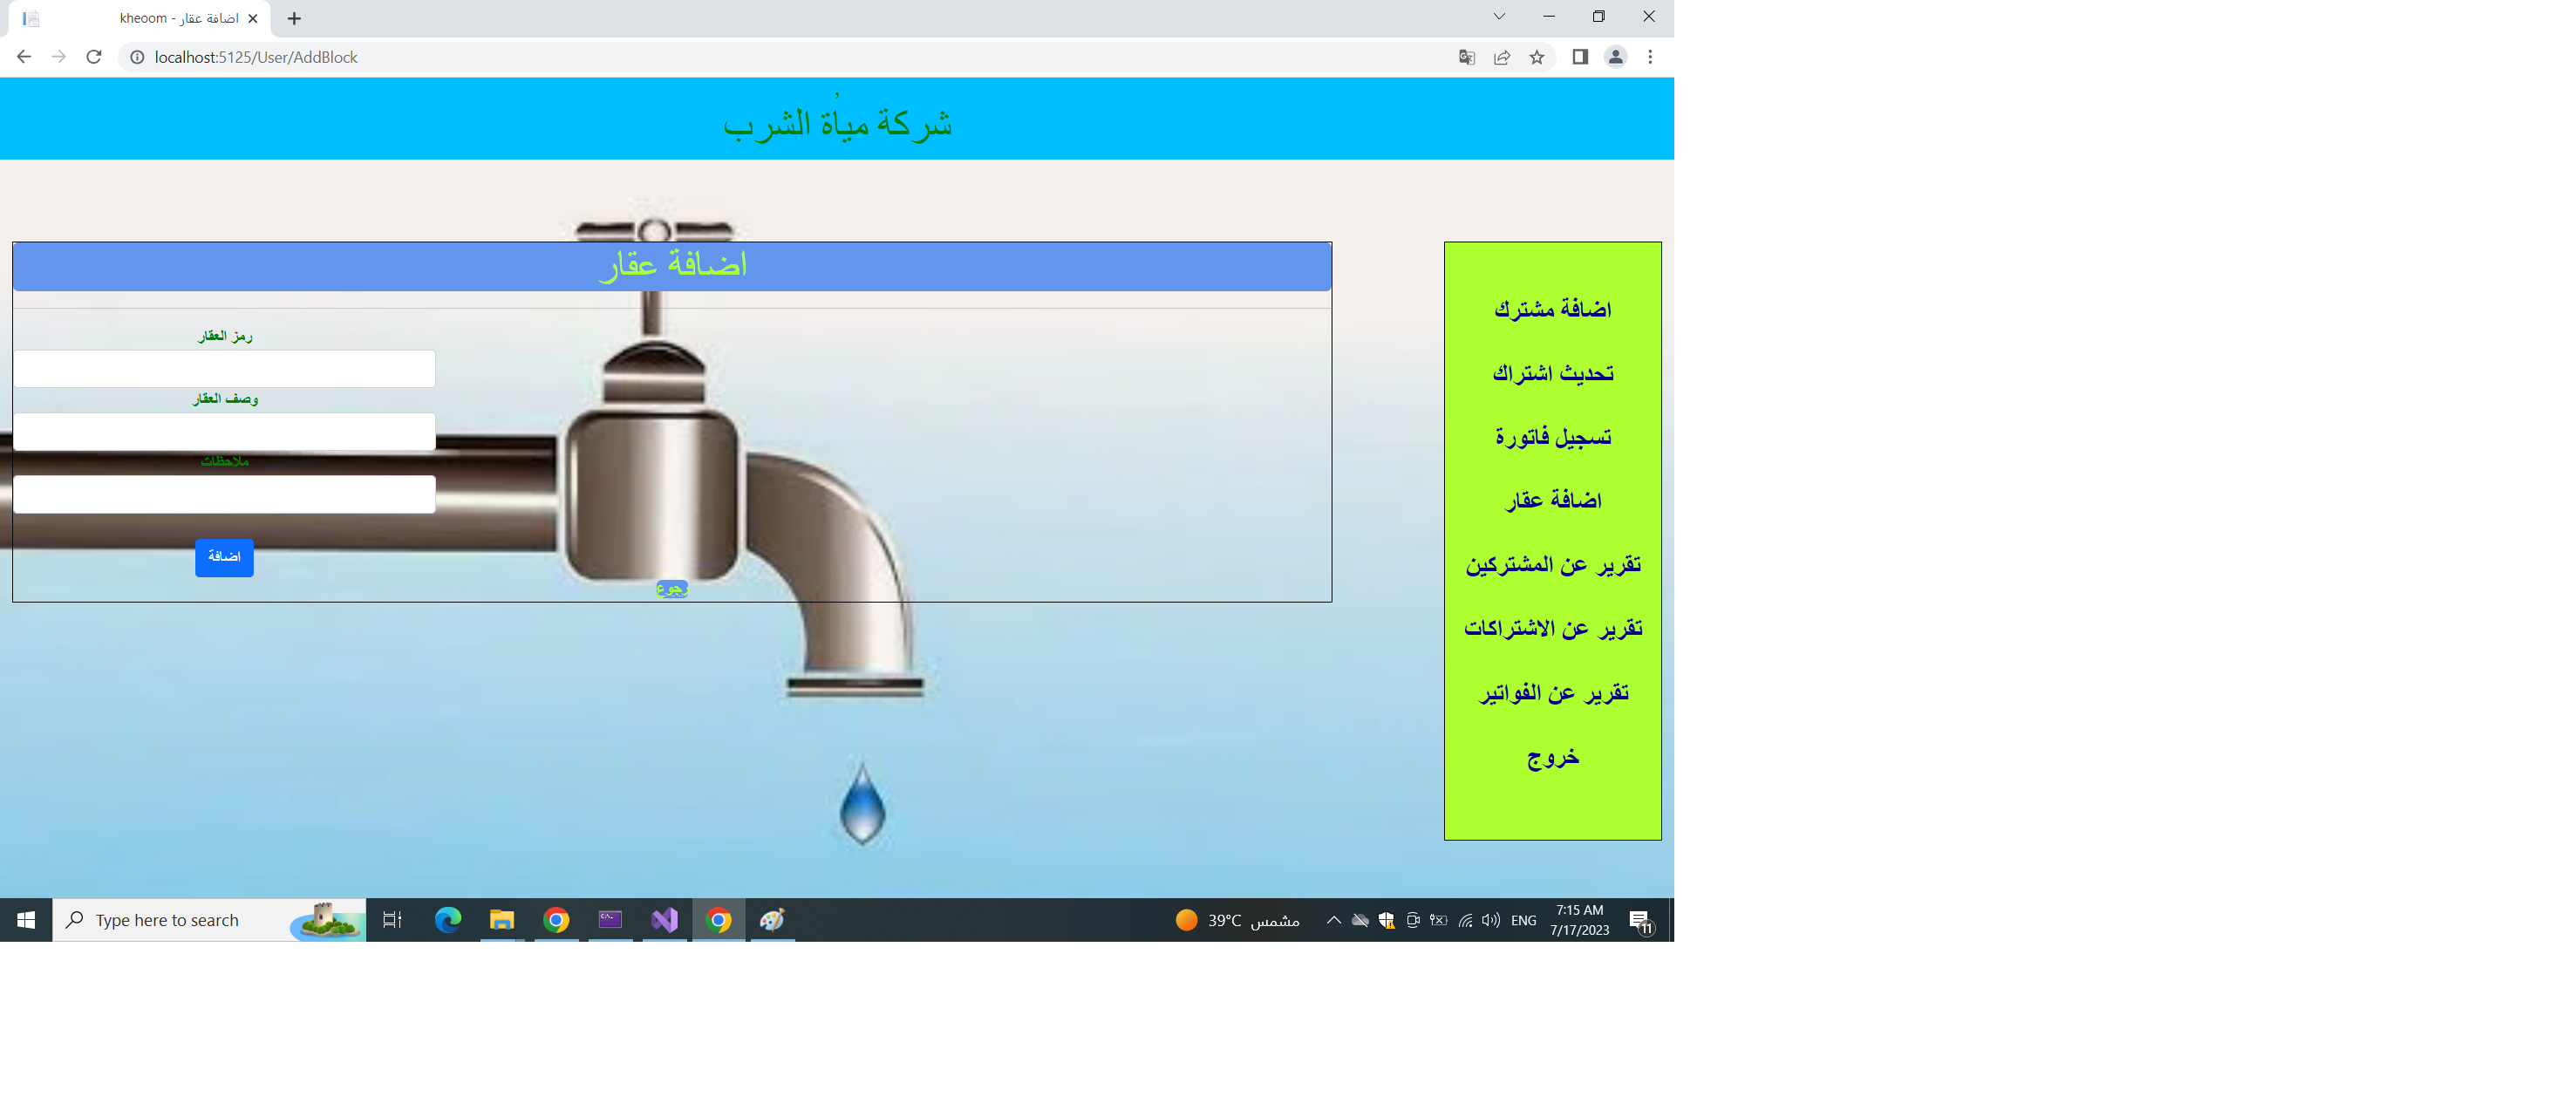 اضافة عقار - kheoom
localhost:5125/User/AddBlock
شركة مياُة الشرب
اضافة عقار
رمز العقار
وصف العقار
ملاحظات
اضافة
رجوع
اضافة مشترك
تحديث اشتراك
تسجيل فاتورة
اضافة عقار
تقرير عن المشتركين
تقرير عن الاشتراكات
تقرير عن الفواتير
خروج
Type here to search
39°C مشمس
ENG
7:15 AM
7/17/2023
11